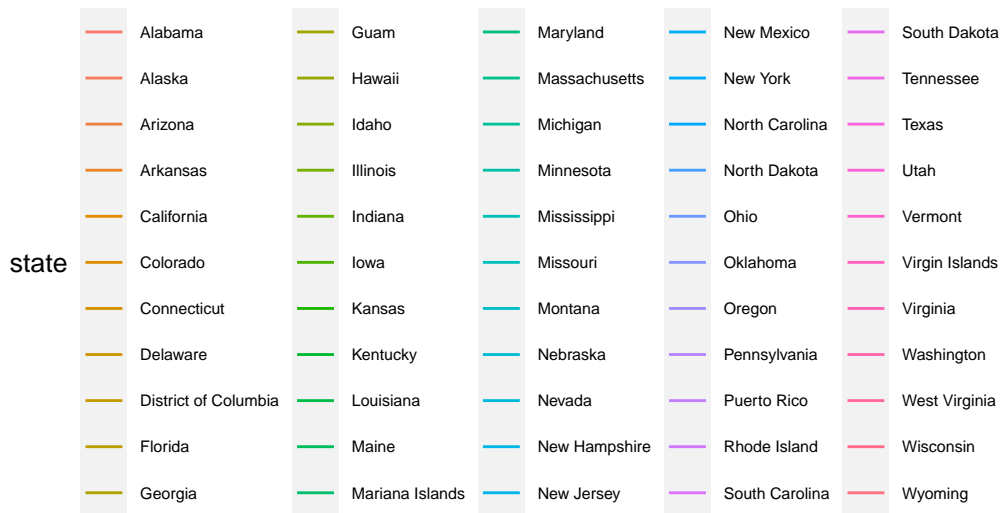 state
Alabama
Alaska
Arizona
Arkansas
California
Colorado
Connecticut
Delaware
District of Columbia
Florida
Georgia
Guam
Hawaii
Idaho
Illinois
Indiana
Iowa
Kansas
Kentucky
Louisiana
Maine
Mariana Islands
Maryland
Massachusetts
Michigan
Minnesota
Mississippi
Missouri
Montana
Nebraska
Nevada
New Hampshire
New Jersey
New Mexico
New York
North Carolina
North Dakota
Ohio
Oklahoma
Oregon
Pennsylvania
Puerto Rico
Rhode Island
South Carolina
South Dakota
Tennessee
Texas
Utah
Vermont
Virgin Islands
Virginia
Washington
West Virginia
Wisconsin
Wyoming